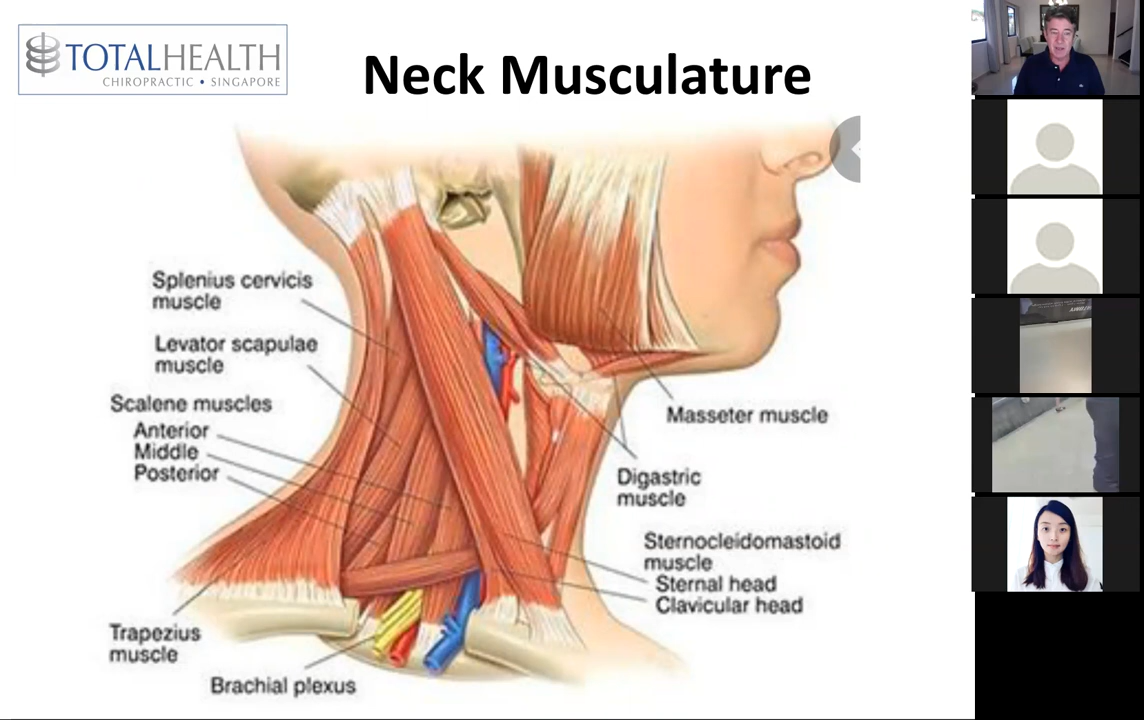 TOTALHEALTH
CHIROPRACTIC • SINGAPORE
Neck Musculature
Splenius cervicis
muscle
Levator scapulae
muscle
Scalene muscles
Anterior
Middle
Posterior
Masseter muscle
Digastric
muscle
Sternocleidomastoid
muscle
Sternal head
Clavicular head
Trapezius
muscle
Brachial plexus